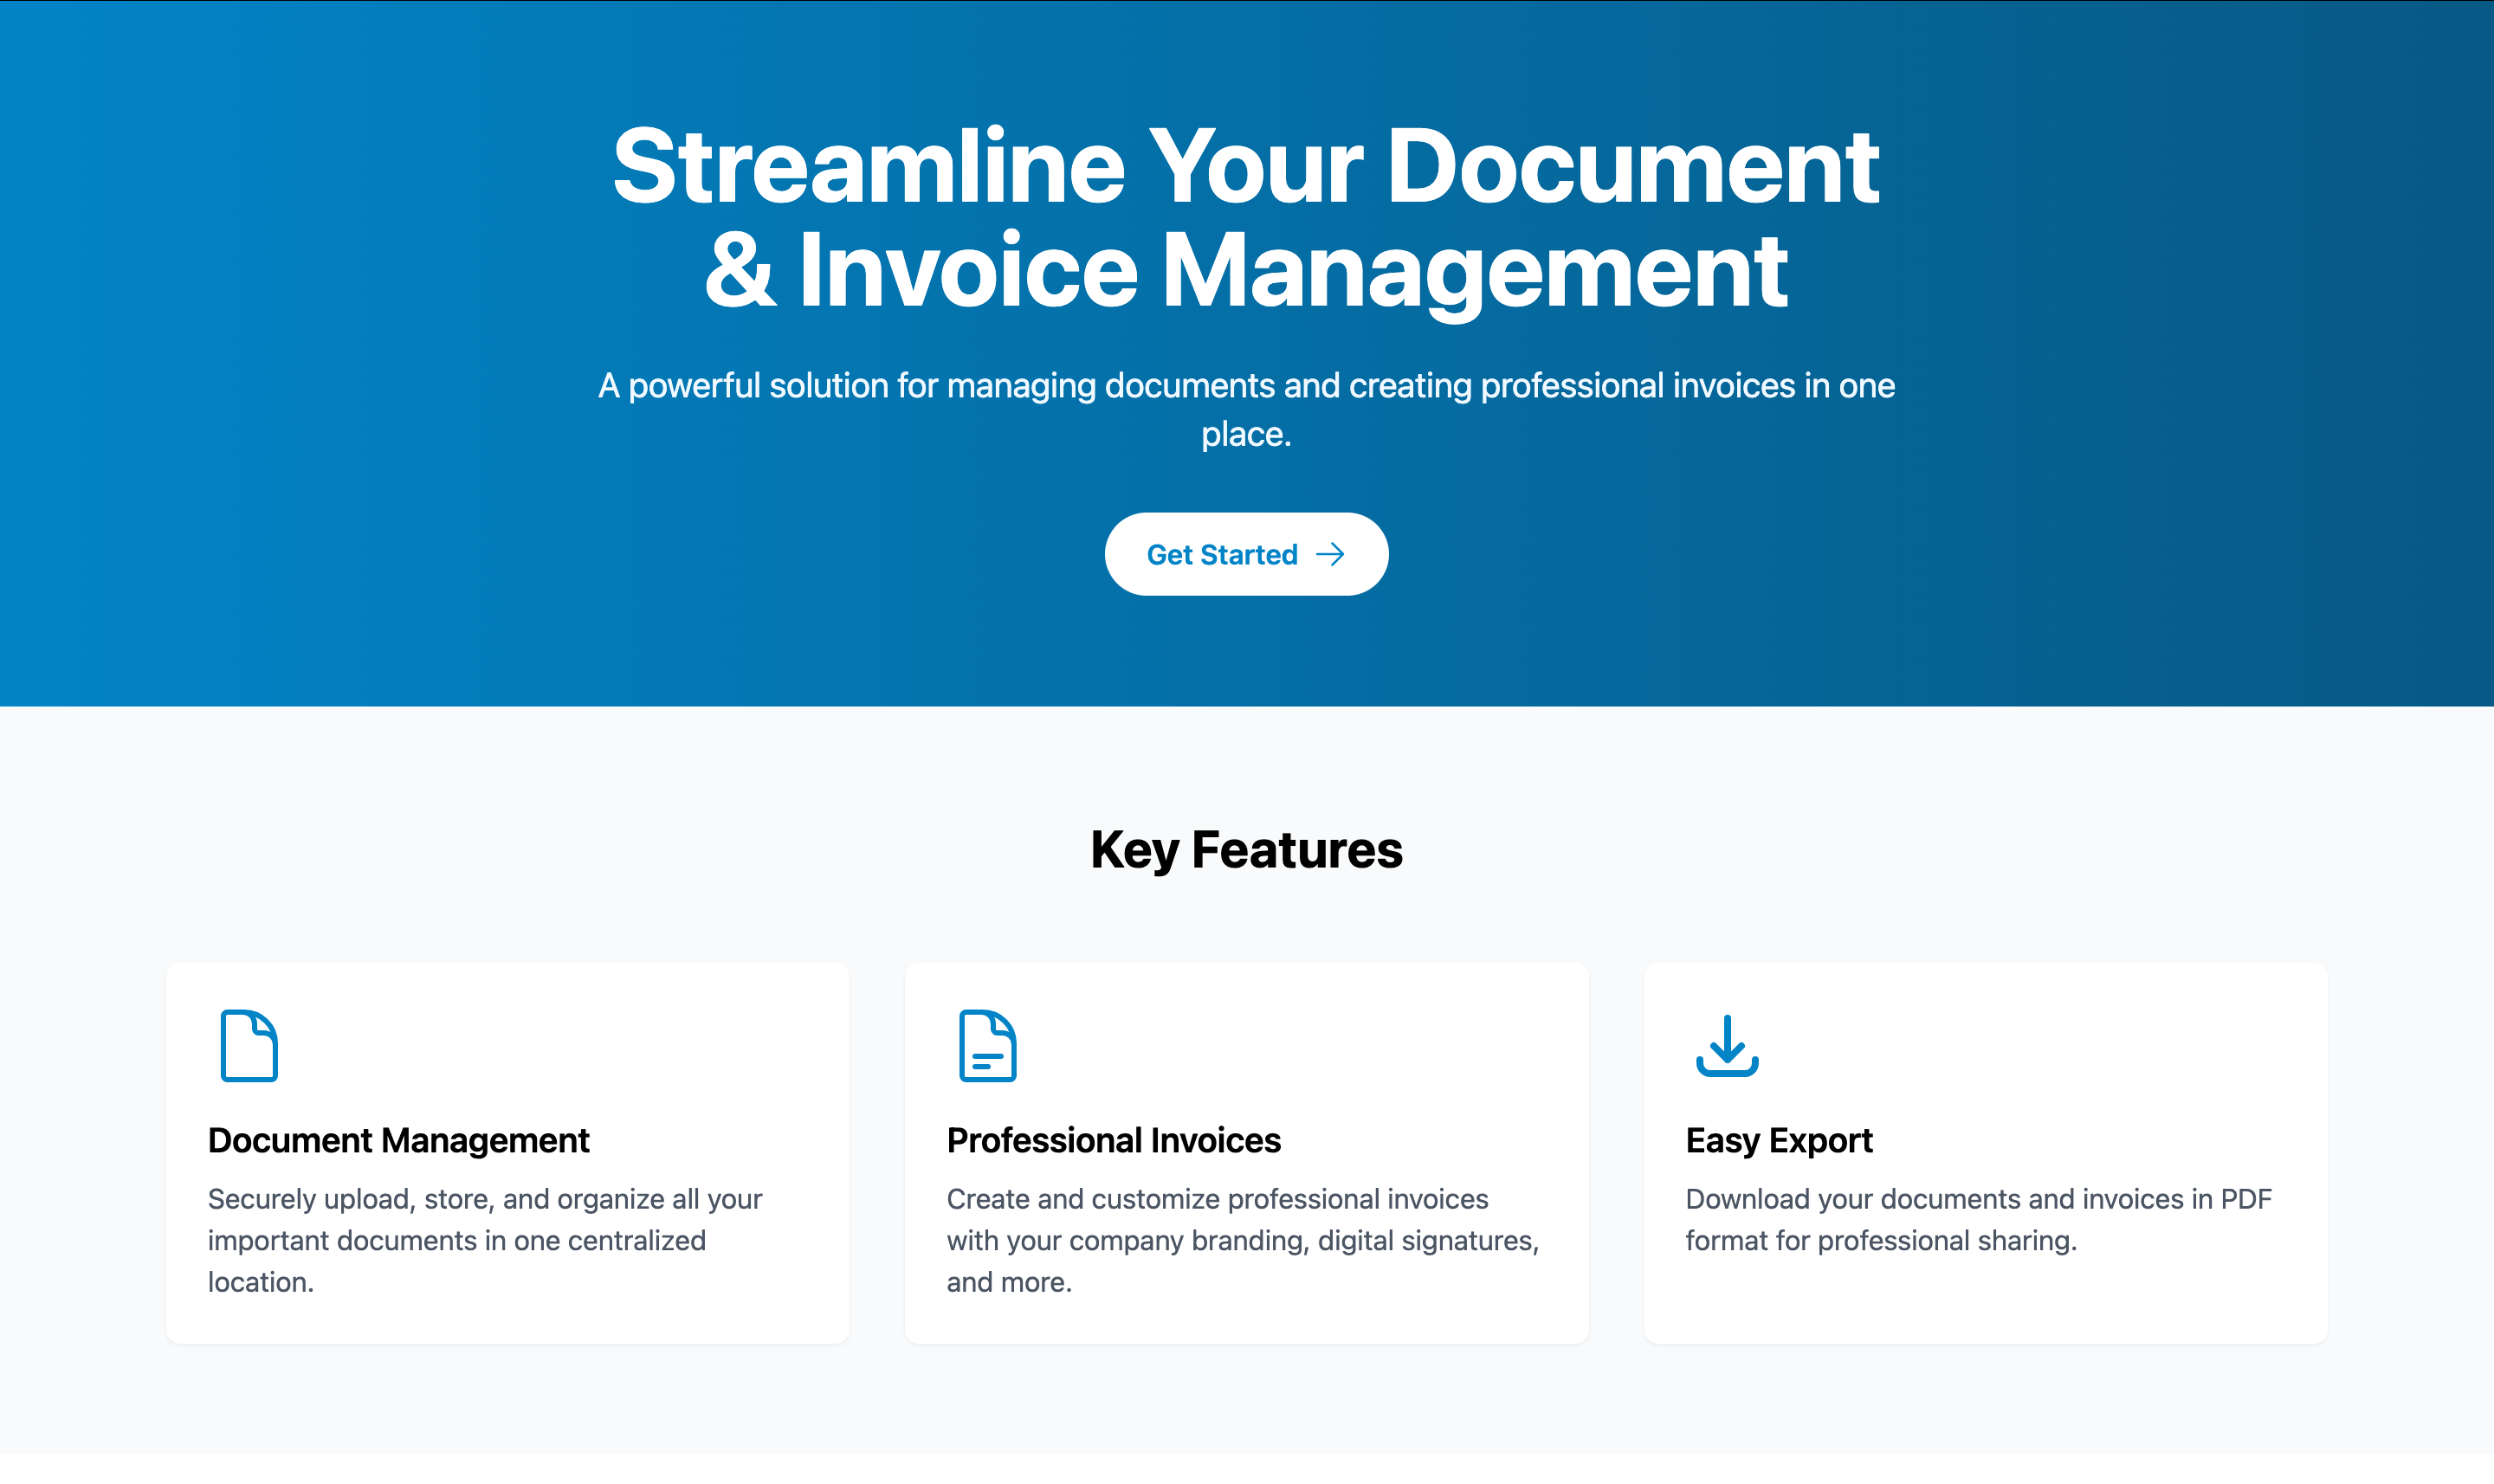 Streamline Your Document
& Invoice Management
A powerful solution for managing documents and creating professional invoices in one
place.
Get Started
Key Features
Document Management
Securely upload, store, and organize all your
important documents in one centralized
location.
Professional Invoices
Create and customize professional invoices
with your company branding, digital signatures,
and more.
Easy Export
Download your documents and invoices in PDF
format for professional sharing.